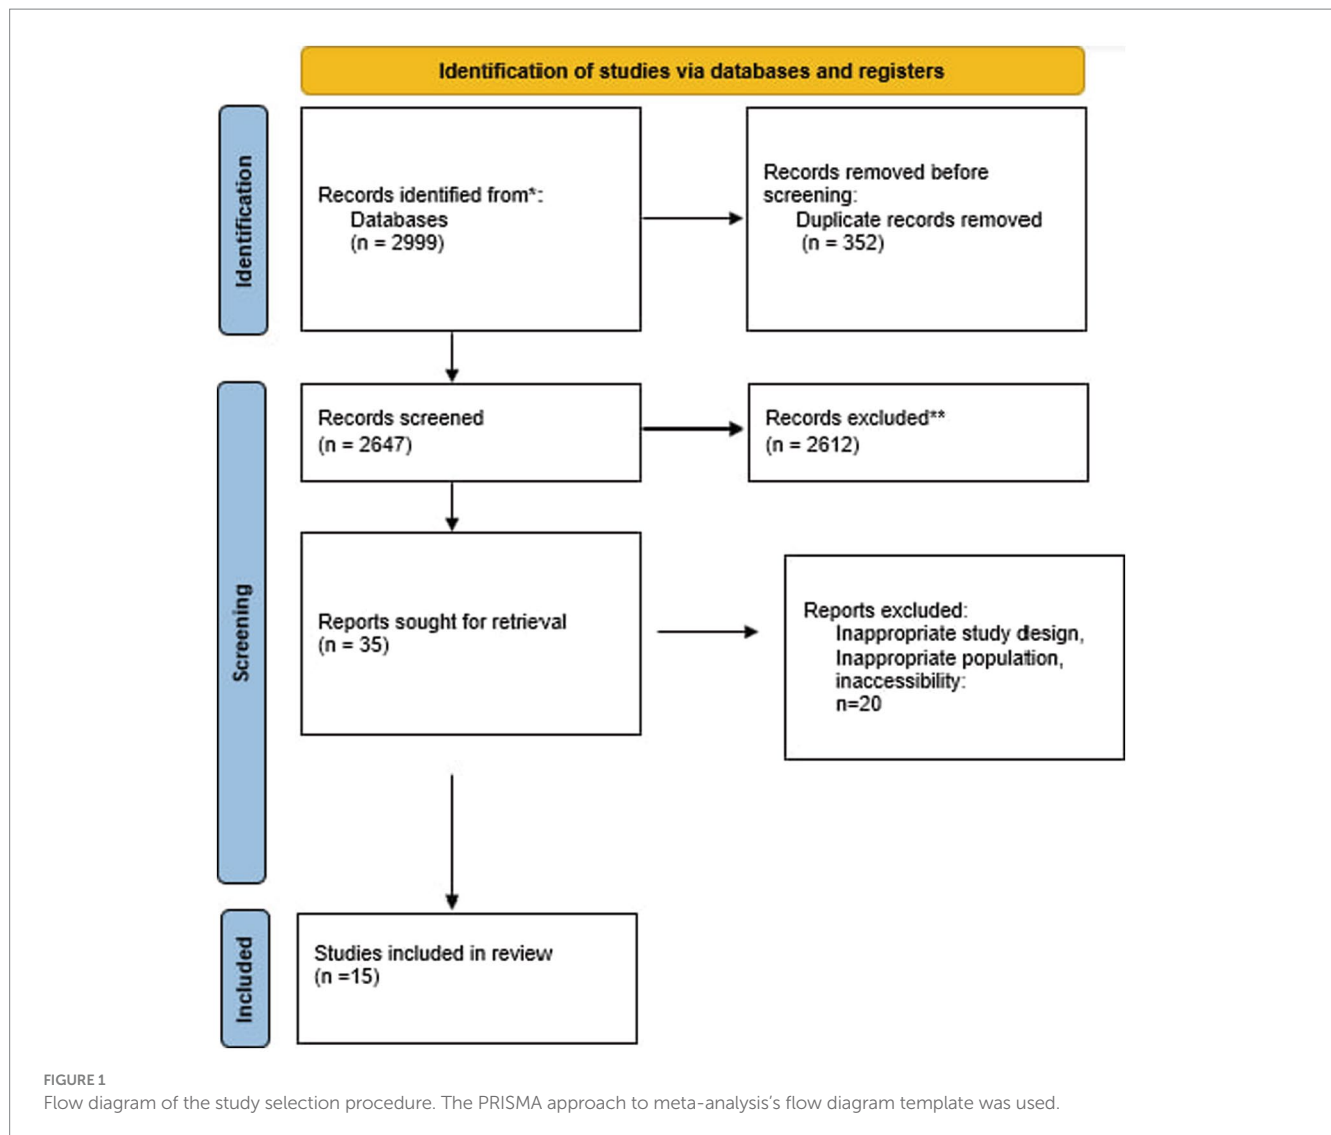 Identification of studies via databases and registers
Identification
Records identified from*:
Databases
(n = 2999)
Records removed before
screening:
Duplicate records removed
(n = 352)
Screening
Records screened
(n = 2647)
Records excluded**
(n = 2612)
Reports sought for retrieval
(n = 35)
Reports excluded:
Inappropriate study design,
Inappropriate population,
inaccessibility:
n=20
Included
Studies included in review
(n =15)
FIGURE 1
Flow diagram of the study selection procedure. The PRISMA approach to meta-analysis’s flow diagram template was used.